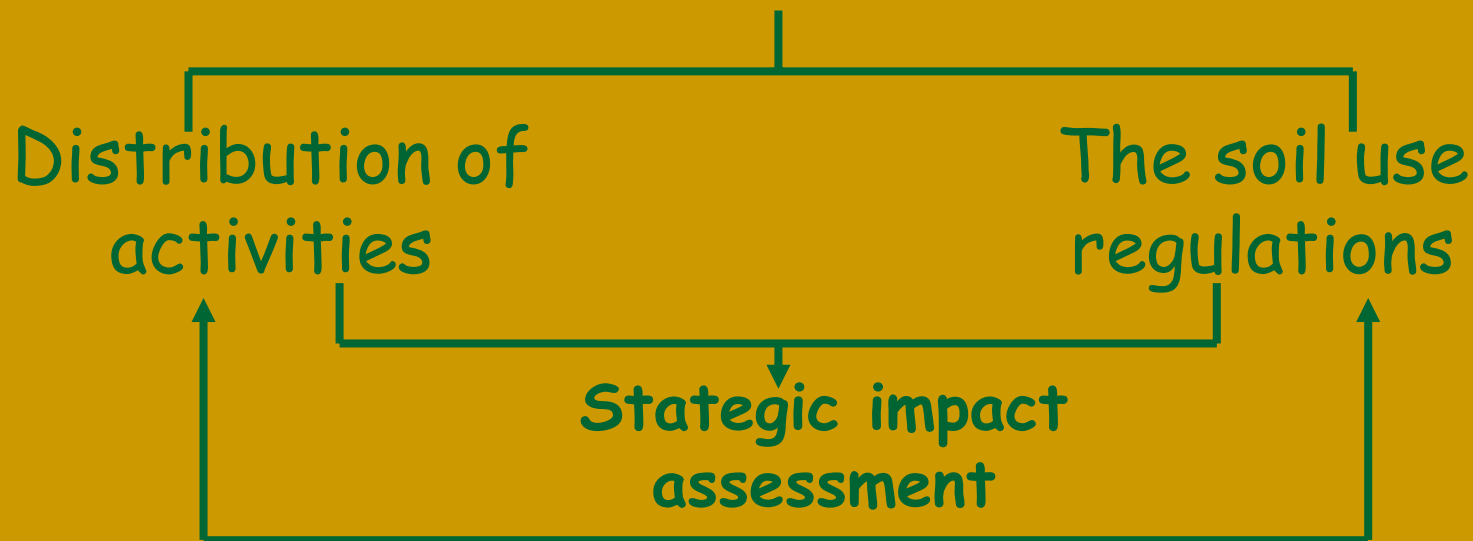 Distribution of
activities
The soil use
regulations
Stategic impact
assessment